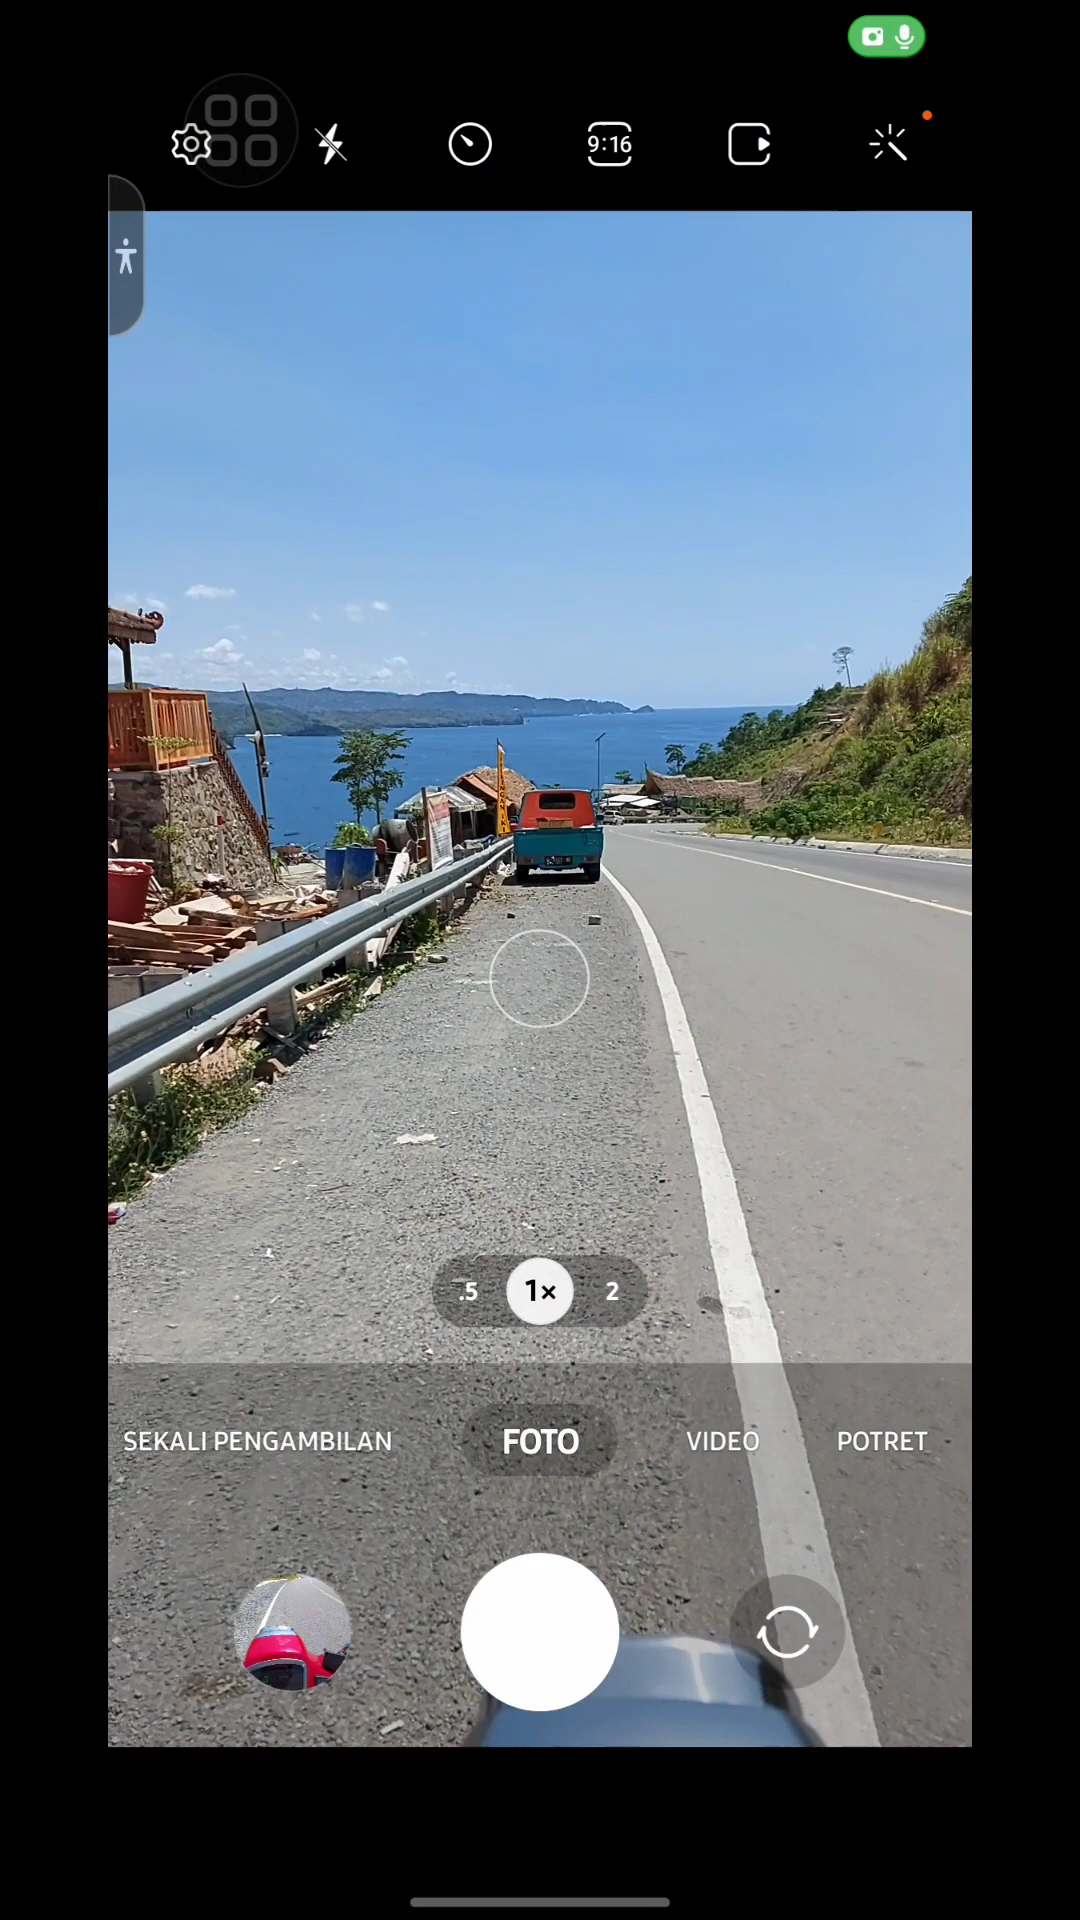 9:16
.5
1×
2
SEKALI PENGAMBILAN
FOTO
VIDEO
POTRET